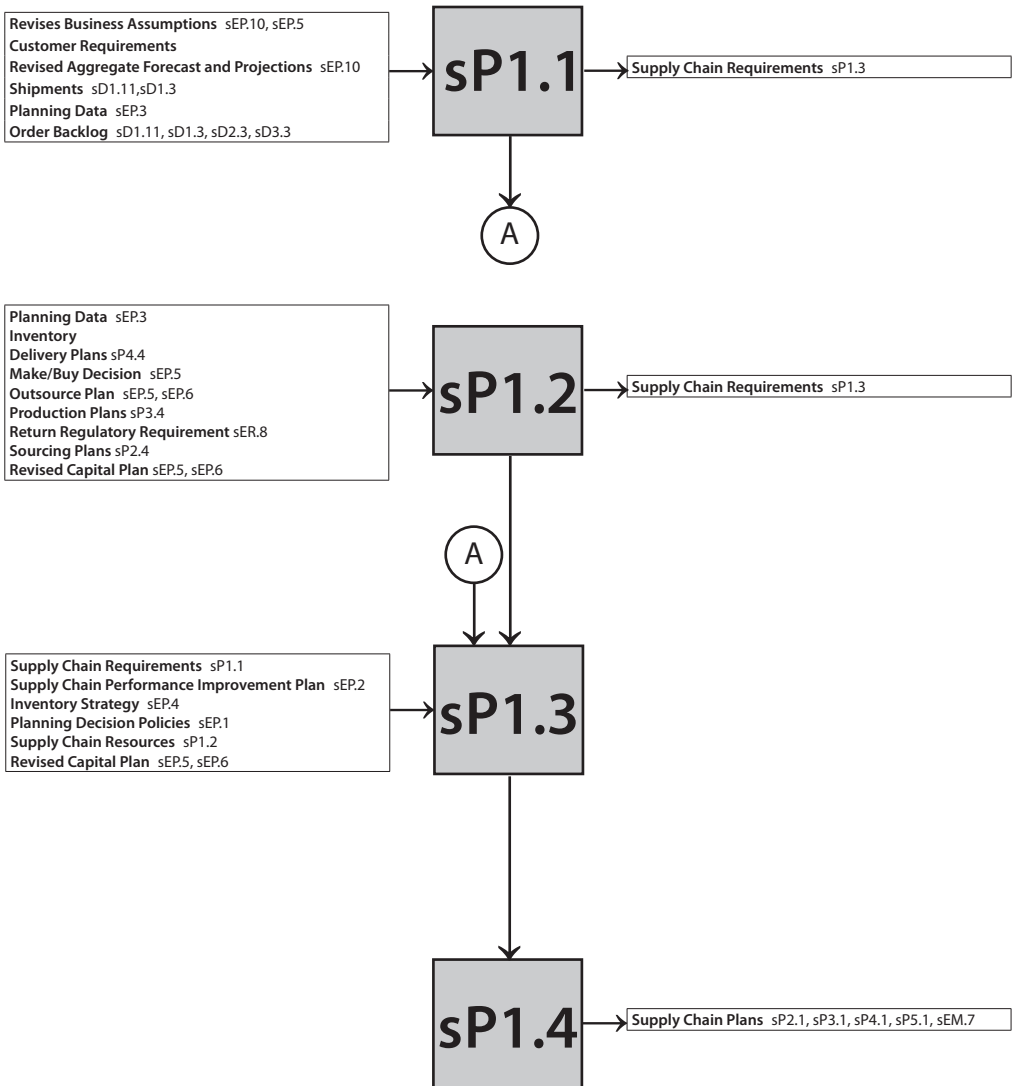 Revises Business Assumptions sEP.10, sEP.5
Customer Requirements
Revised Aggregate Forecast and Projections sEP.10
Shipments sD1.11,sD1.3
Planning Data sEP.3
Order Backlog sD1.11, sD1.3, sD2.3, sD3.3
sP1.1
Supply Chain Requirements sP1.3
A
Planning Data sEP.3
Inventory
Delivery Plans sP4.4
Make/Buy Decision sEP.5
Outsource Plan sEP.5, sEP.6
Production Plans sP3.4
Return Regulatory Requirement sER.8
Sourcing Plans sP2.4
Revised Capital Plan sEP.5, sEP.6
sP1.2
Supply Chain Requirements sP1.3
A
Supply Chain Requirements sP1.1
Supply Chain Performance Improvement Plan sEP.2
Inventory Strategy sEP.4
Planning Decision Policies sEP.1
Supply Chain Resources sP1.2
Revised Capital Plan sEP.5, sEP.6
sP1.3
sP1.4
Supply Chain Plans sP2.1, sP3.1, sP4.1, sP5.1, sEM.7